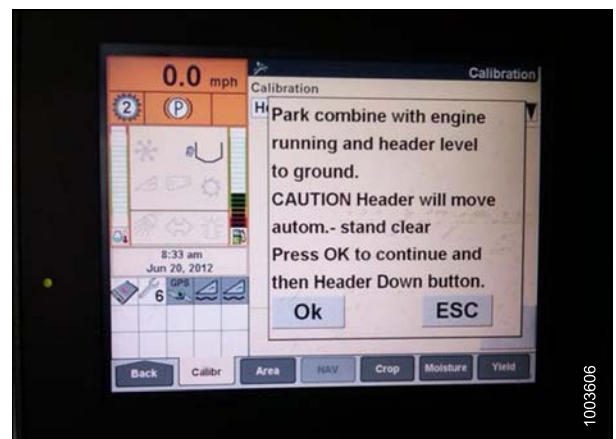 0.0 mph
Calibration
Calibration
2 P
H
Park combine with engine
running and header level
to ground.
CAUTION Header will move
autom.- stand clear
Press OK to continue and
then Header Down button.
Ok ESC
8:33 am
Jun 20, 2012
6 GPS
Back Calibr Area NAV Crop Moisture Yield
1003606